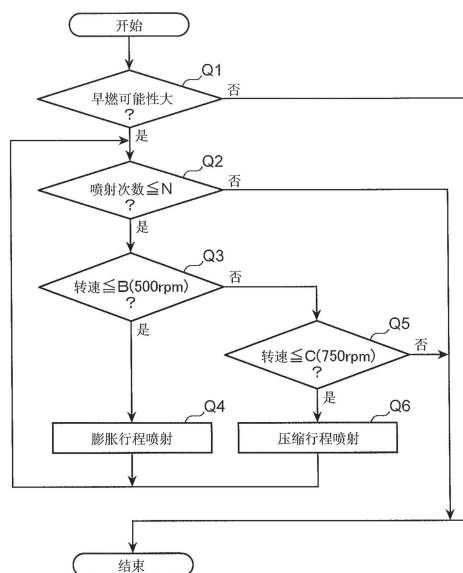 开始
Q1
早燃可能性大
?
否
是
Q2
喷射次数≦N
?
否
是
Q3
转速≦B(500rpm)
?
否
是
Q5
转速≦C(750rpm)
?
否
是
Q4
膨胀行程喷射
Q6
压缩行程喷射
结束